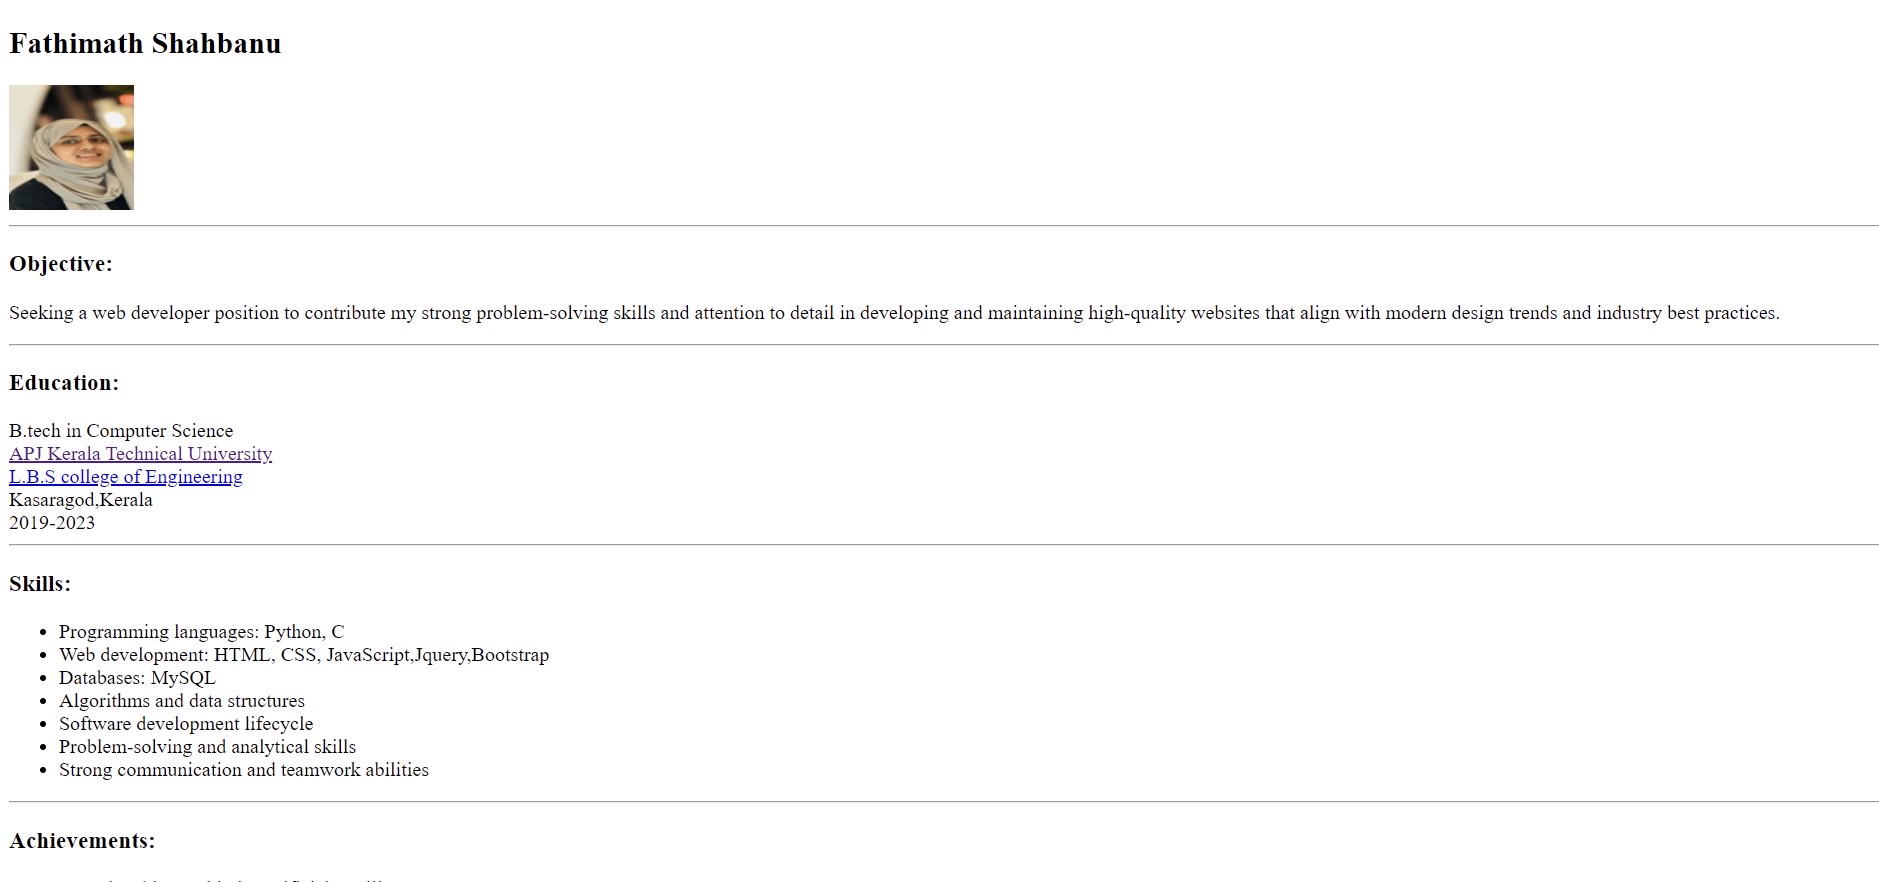 Fathimath Shahbanu
Objective:
Seeking a web developer position to contribute my strong problem-solving skills and attention to detail in developing and maintaining high-quality websites that align with modern design trends and industry best practices.
Education:
B.tech in Computer Science
APJ Kerala Technical University
L.B.S college of Engineering
Kasaragod,Kerala
2019-2023
Skills:
Programming languages: Python, C
Web development: HTML, CSS, JavaScript,Jquery,Bootstrap
Databases: MySQL
Algorithms and data structures
Software development lifecycle
Problem-solving and analytical skills
Strong communication and teamwork abilities
Achievements: